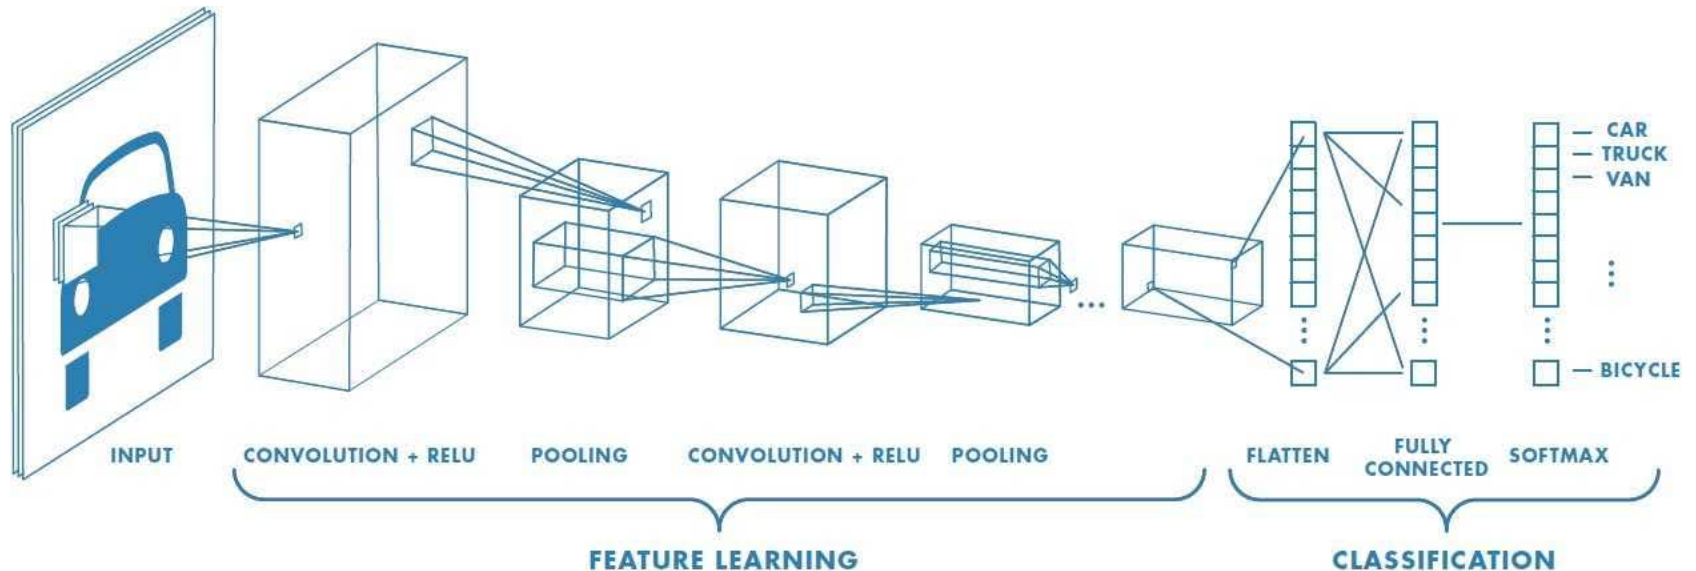 CAR
TRUCK
VAN
BICYCLE
INPUT
CONVOLUTION + RELU
POOLING
CONVOLUTION + RELU
POOLING
FLATTEN
FULLY
CONNECTED
SOFTMAX
FEATURE LEARNING
CLASSIFICATION